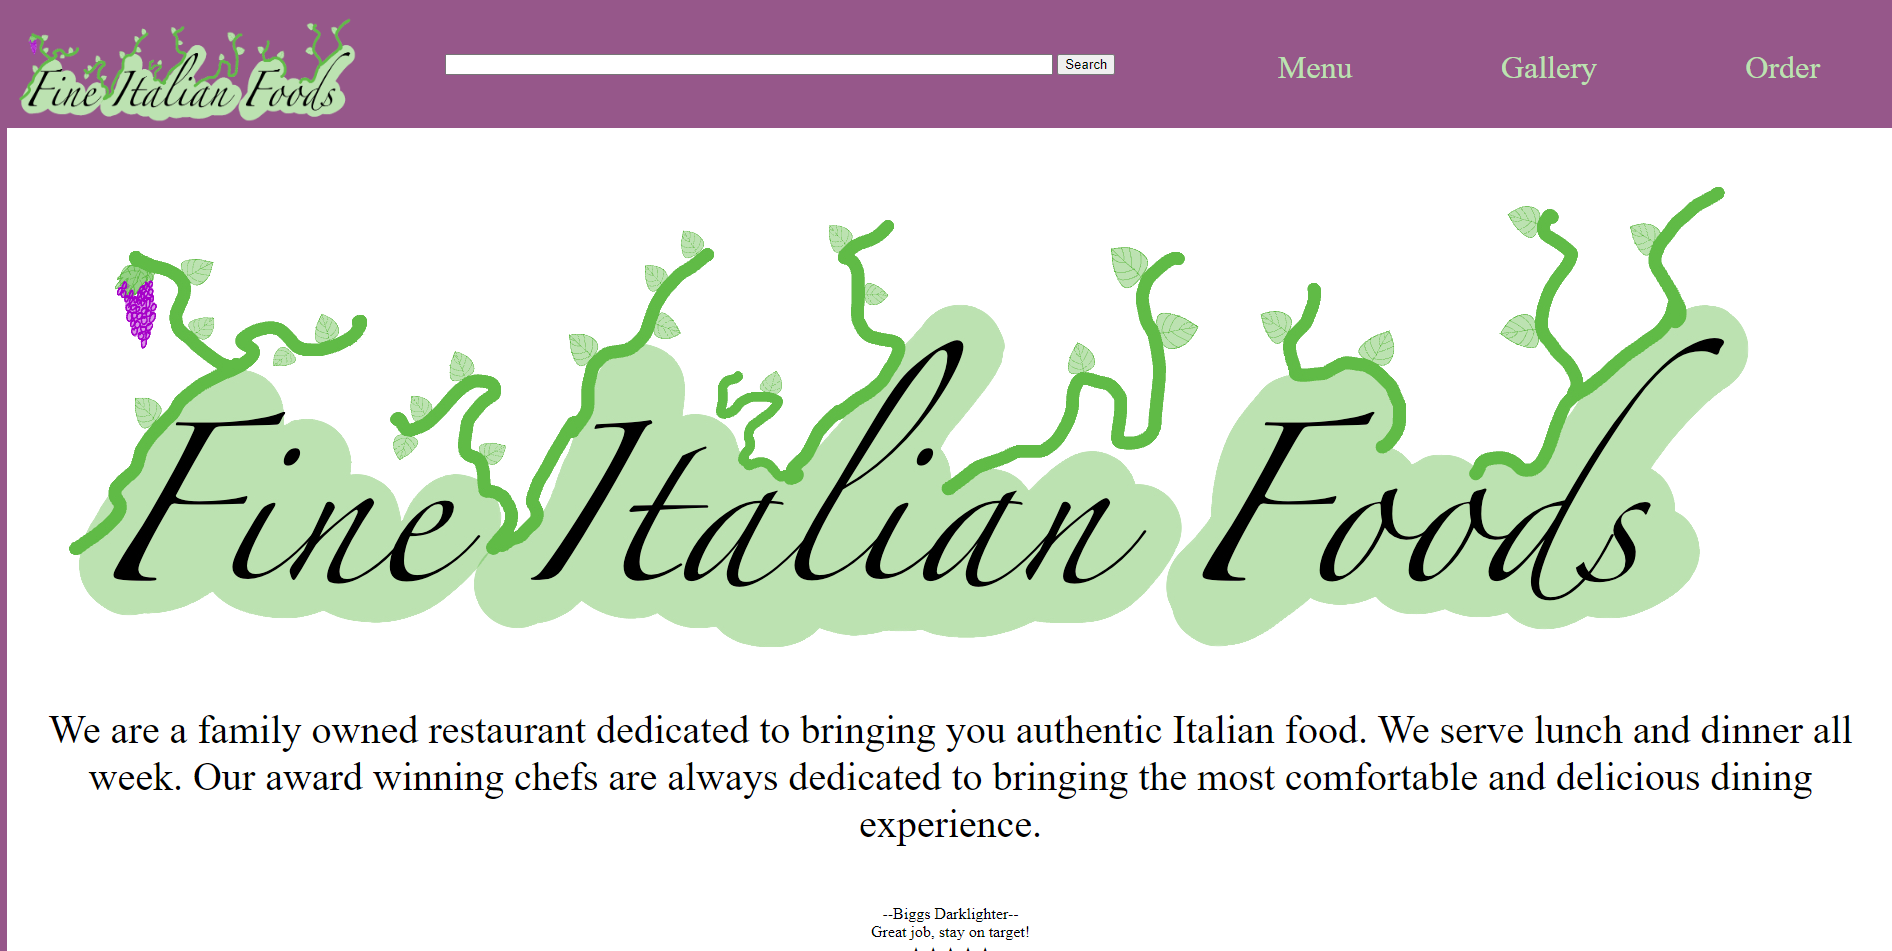 Fine Italian Foods
Search
Menu
Gallery
Order
Fine Italian Foods
We are a family owned restaurant dedicated to bringing you authentic Italian food. We serve lunch and dinner all
week. Our award winning chefs are always dedicated to bringing the most comfortable and delicious dining
experience.
--Biggs Darklighter--
Great job, stay on target!